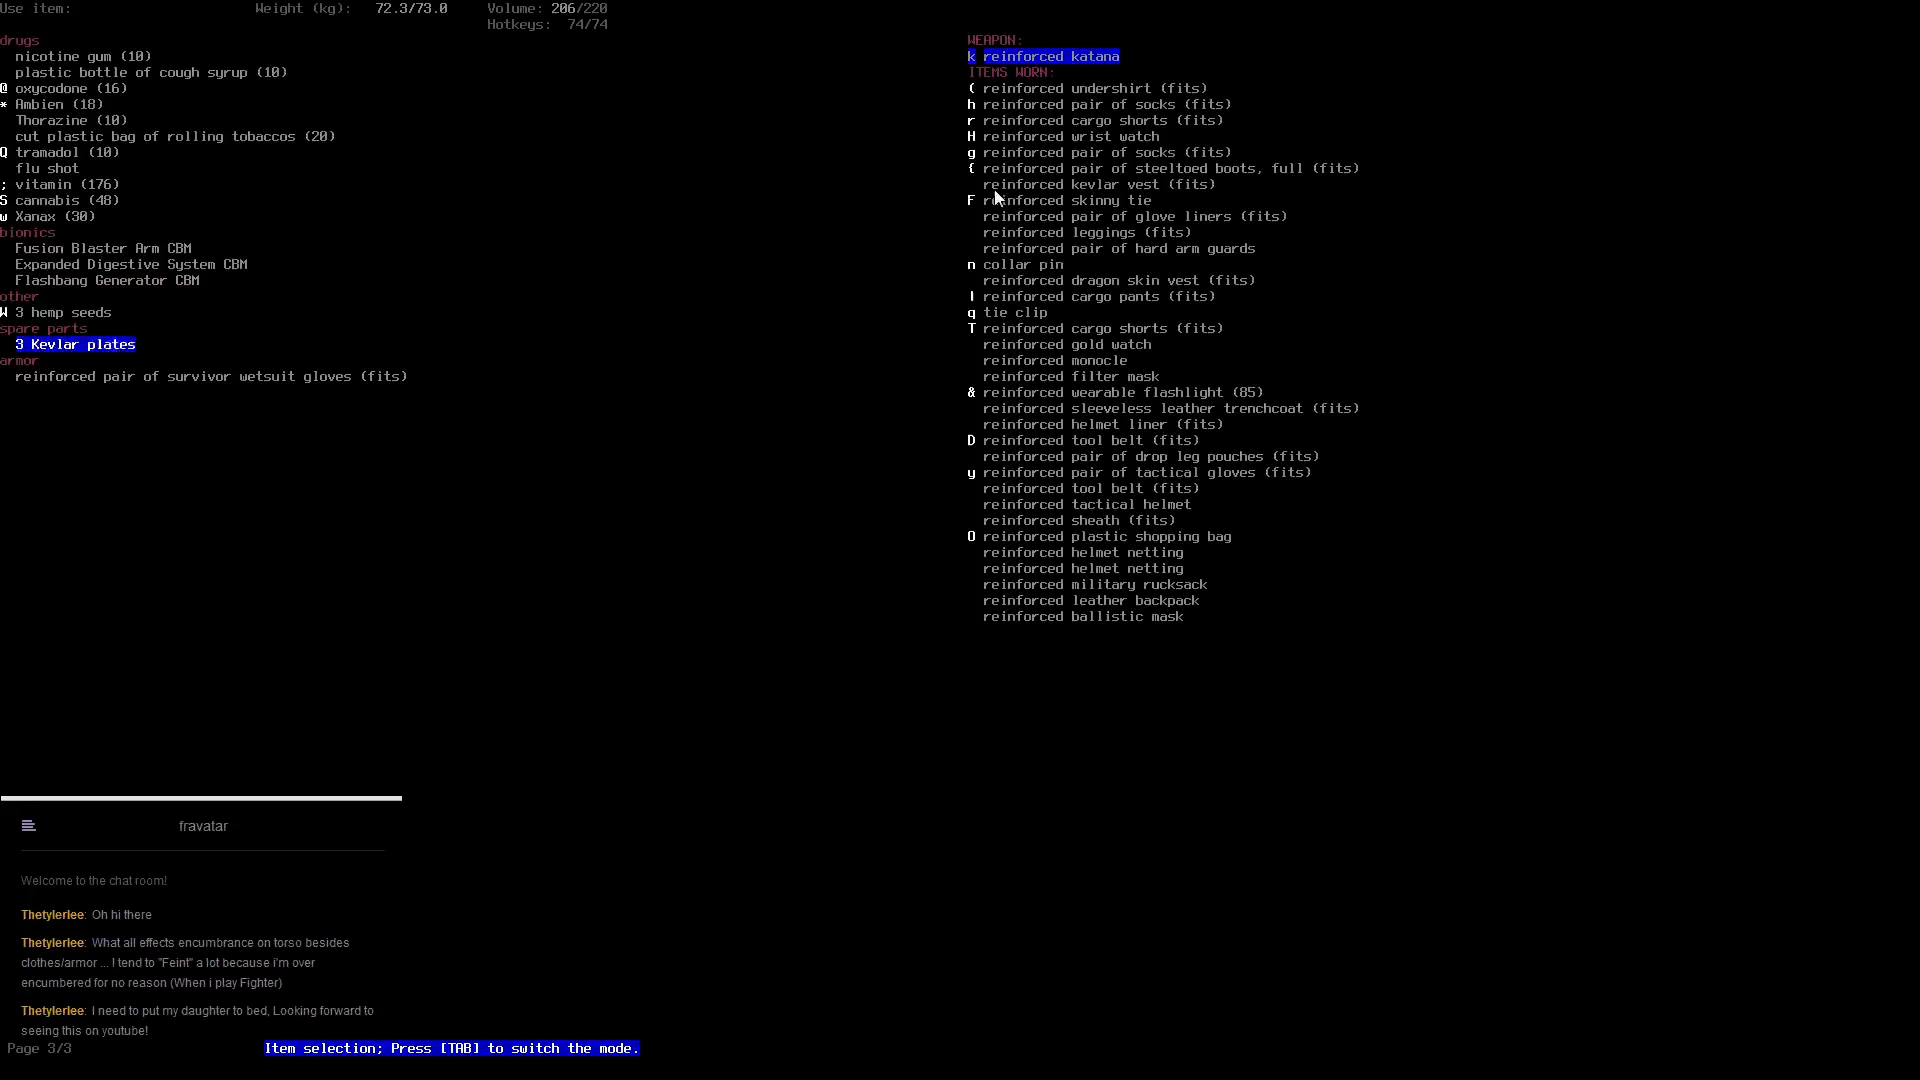 Use item: Weight (kg): 72.3/73.0 Volume: 206/220
Hotkeys: 74/74
drugs
nicotine gum (10)
plastic bottle of cough syrup (10)
@ oxycodone (16)
* Ambien (18)
Thorazine (10)
cut plastic bag of rolling tobaccos (20)
Q tramadol (10)
flu shot
; vitamin (176)
S cannabis (48)
w Xanax (30)
bionics
Fusion Blaster Arm CBM
Expanded Digestive System CBM
Flashbang Generator CBM
other
W 3 hemp seeds
spare parts
3 Kevlar plates
armor
reinforced pair of survivor wetsuit gloves (fits)
WEAPON:
k reinforced katana
ITEMS WORN:
( reinforced undershirt (fits)
h reinforced pair of socks (fits)
r reinforced cargo shorts (fits)
H reinforced wrist watch
g reinforced pair of socks (fits)
{ reinforced pair of steeltoed boots, full (fits)
reinforced kevlar vest (fits)
F reinforced skinny tie
reinforced pair of glove liners (fits)
reinforced leggings (fits)
reinforced pair of hard arm guards
n collar pin
reinforced dragon skin vest (fits)
l reinforced cargo pants (fits)
q tie clip
T reinforced cargo shorts (fits)
reinforced gold watch
reinforced monocle
reinforced filter mask
& reinforced wearable flashlight (85)
reinforced sleeveless leather trenchcoat (fits)
reinforced helmet liner (fits)
D reinforced tool belt (fits)
reinforced pair of drop leg pouches (fits)
y reinforced pair of tactical gloves (fits)
reinforced tool belt (fits)
reinforced tactical helmet
reinforced sheath (fits)
O reinforced plastic shopping bag
reinforced helmet netting
reinforced helmet netting
reinforced military rucksack
reinforced leather backpack
reinforced ballistic mask
fravatar
Welcome to the chat room!
Thetylerlee: Oh hi there
Thetylerlee: What all effects encumbrance on torso besides
clothes/armor ... I tend to "Feint" a lot because i'm over
encumbered for no reason (When i play Fighter)
Thetylerlee: I need to put my daughter to bed, Looking forward to
seeing this on youtube!
Page 3/3 Item selection; Press [TAB] to switch the mode.